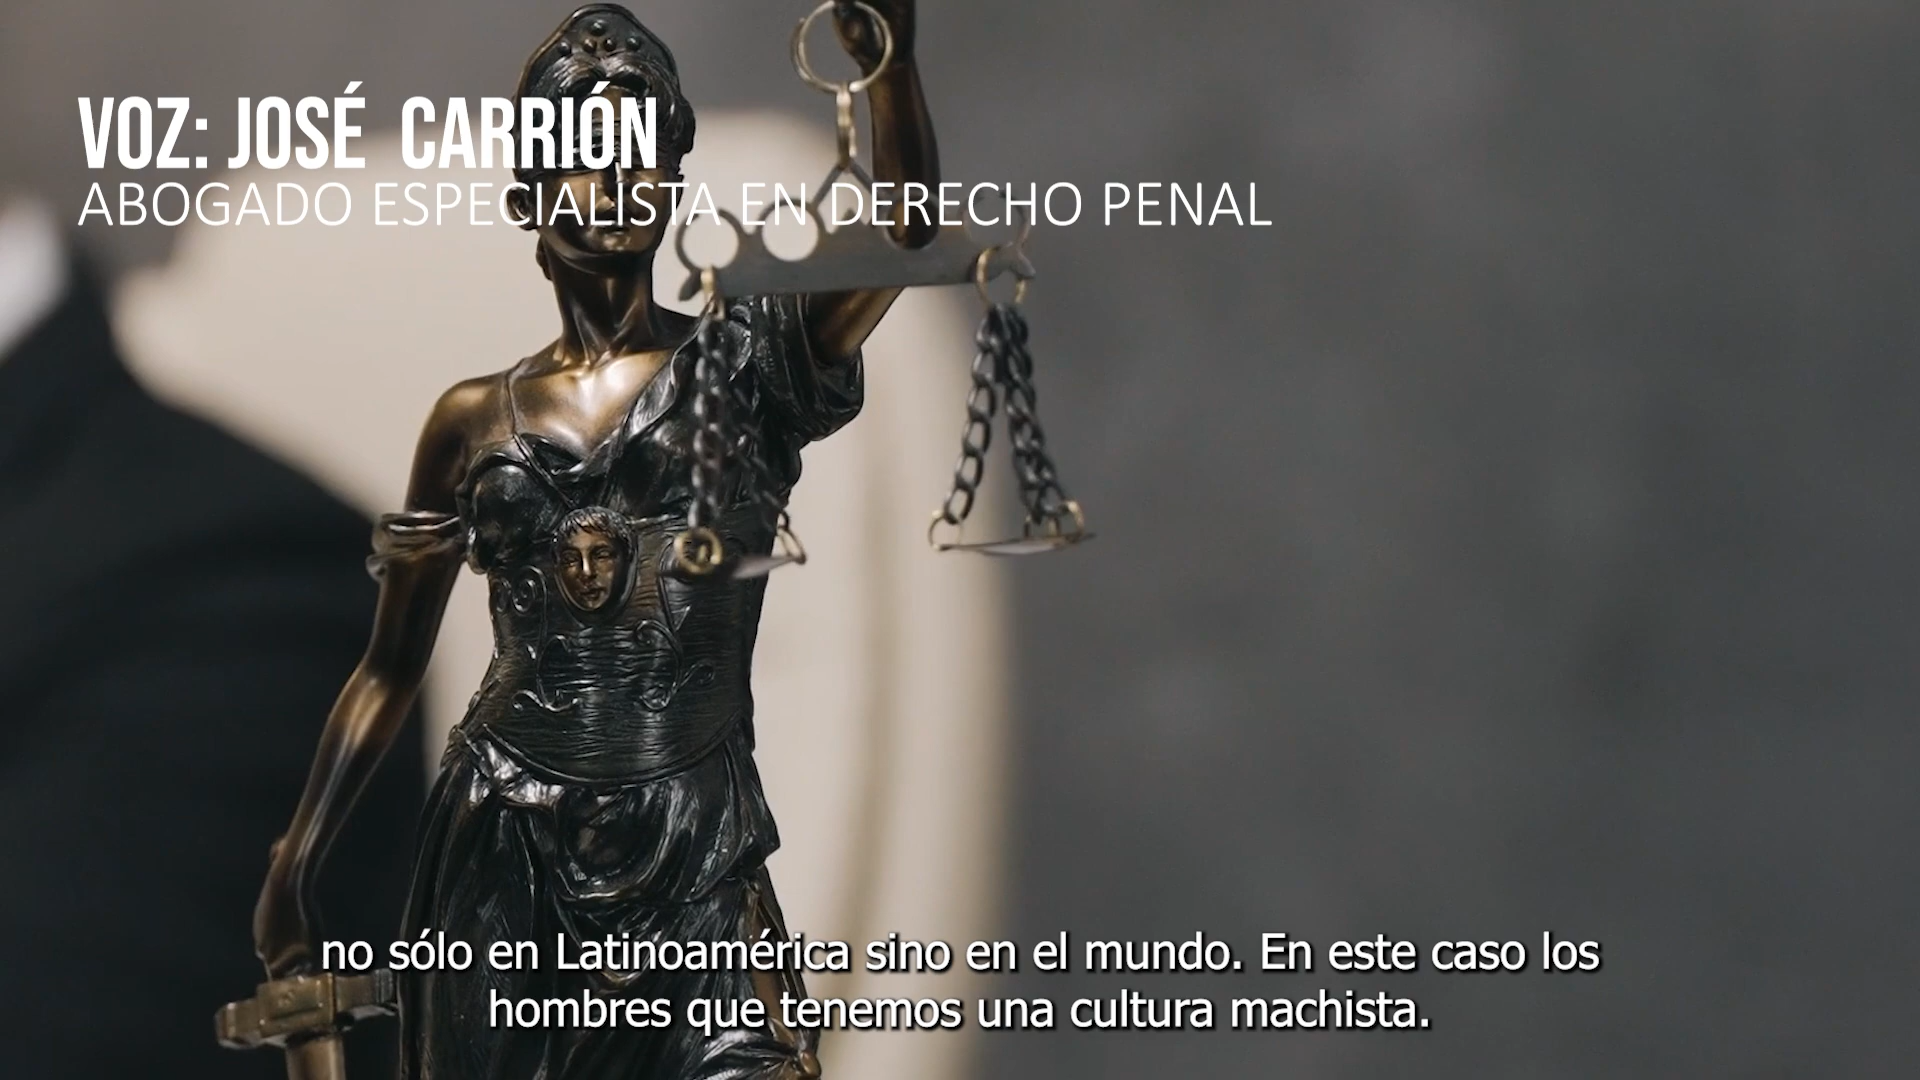 VOZ: JOSÉ CARRIÓN
ABOGADO ESPECIALISTA EN DERECHO PENAL
no sólo en Latinoamérica sino en el mundo. En este caso los
hombres que tenemos una cultura machista.